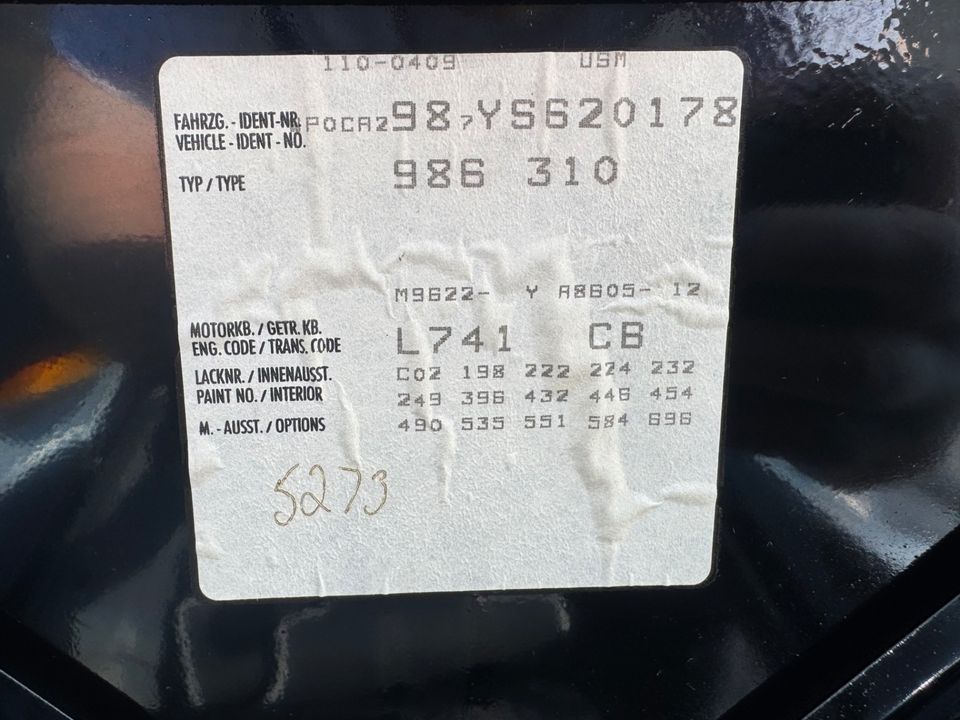 110-0409 USM
FAHRZG. - IDENT-NR. WPOCA298,YS620178
VEHICLE - IDENT - NO.
TYP / TYPE 986 310
M9622- Y A8605- 12
MOTORKB. / GETR. KB. L741 CB
ENG. CODE / TRANS. CODE
LACKNR. / INNENAUSST. C02 198 222 224 232
PAINT NO. / INTERIOR 249 396 432 446 454
M. - AUSST. / OPTIONS 490 535 551 584 696
5273